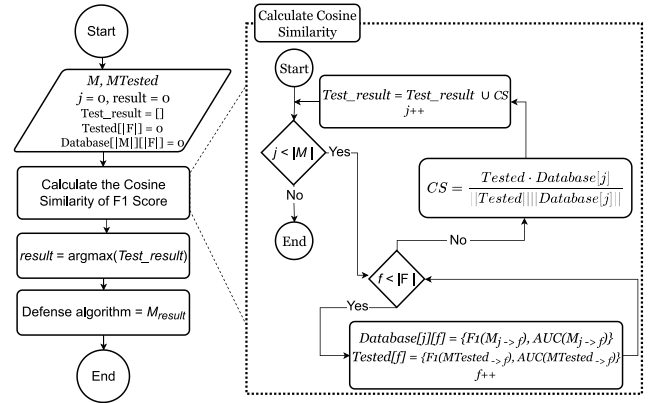 Start
M, MTested
j = 0, result = 0
Test_result = []
Tested[|F|] = 0
Database[|M|][|F|] = 0
Calculate the Cosine
Similarity of F1 Score
result = argmax(Test_result)
Defense algorithm = M_result
End
Calculate Cosine
Similarity
Start
Test_result = Test_result ∪ CS
j++
j < |M|
Yes
No
End
CS = Tested · Database[j] / ||Tested||||Database[j]||
No
f < |F|
Yes
Database[j][f] = {F1(M_j->f), AUC(M_j->f)}
Tested[f] = {F1(MTested_->f), AUC(MTested_->f)}
f++